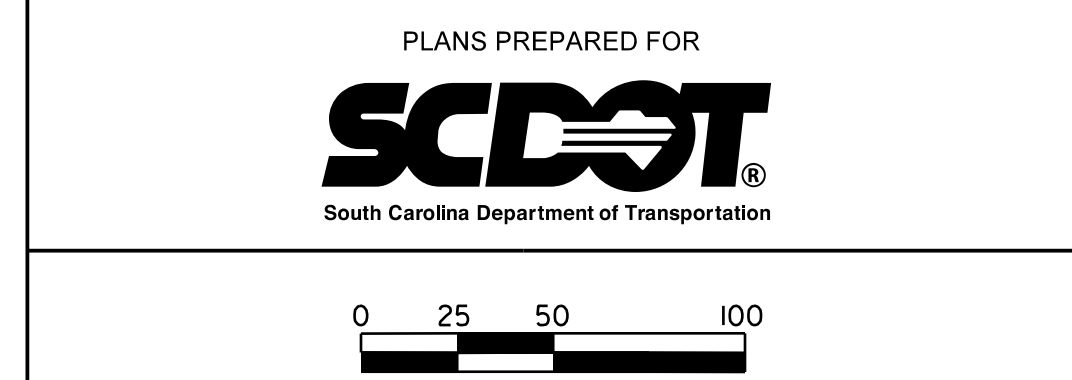 PLANS PREPARED FOR
SCDOT®
South Carolina Department of Transportation
0 25 50 100